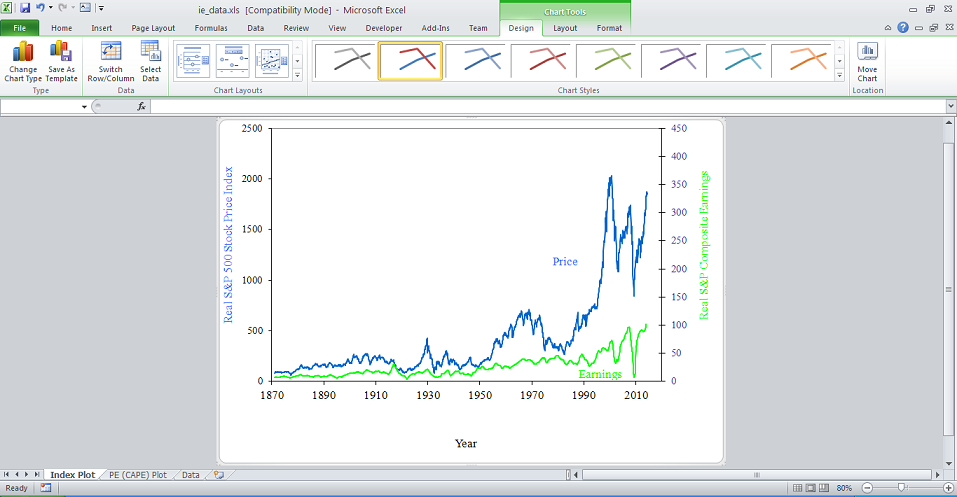 ie_data.xls [Compatibility Mode] - Microsoft Excel
Chart Tools
File Home Insert Page Layout Formulas Data Review View Developer Add-Ins Team Design Layout Format
Change Chart Type
Save As Template
Switch Row/Column
Select Data
Move Chart
Type
Data
Chart Layouts
Chart Styles
Location
fx
Real S&P 500 Stock Price Index
2500
2000
1500
1000
500
0
Price
Earnings
450
400
350
300
250
200
150
100
50
0
Real S&P Composite Earnings
1870 1890 1910 1930 1950 1970 1990 2010
Year
Index Plot PE (CAPE) Plot Data
Ready
80%